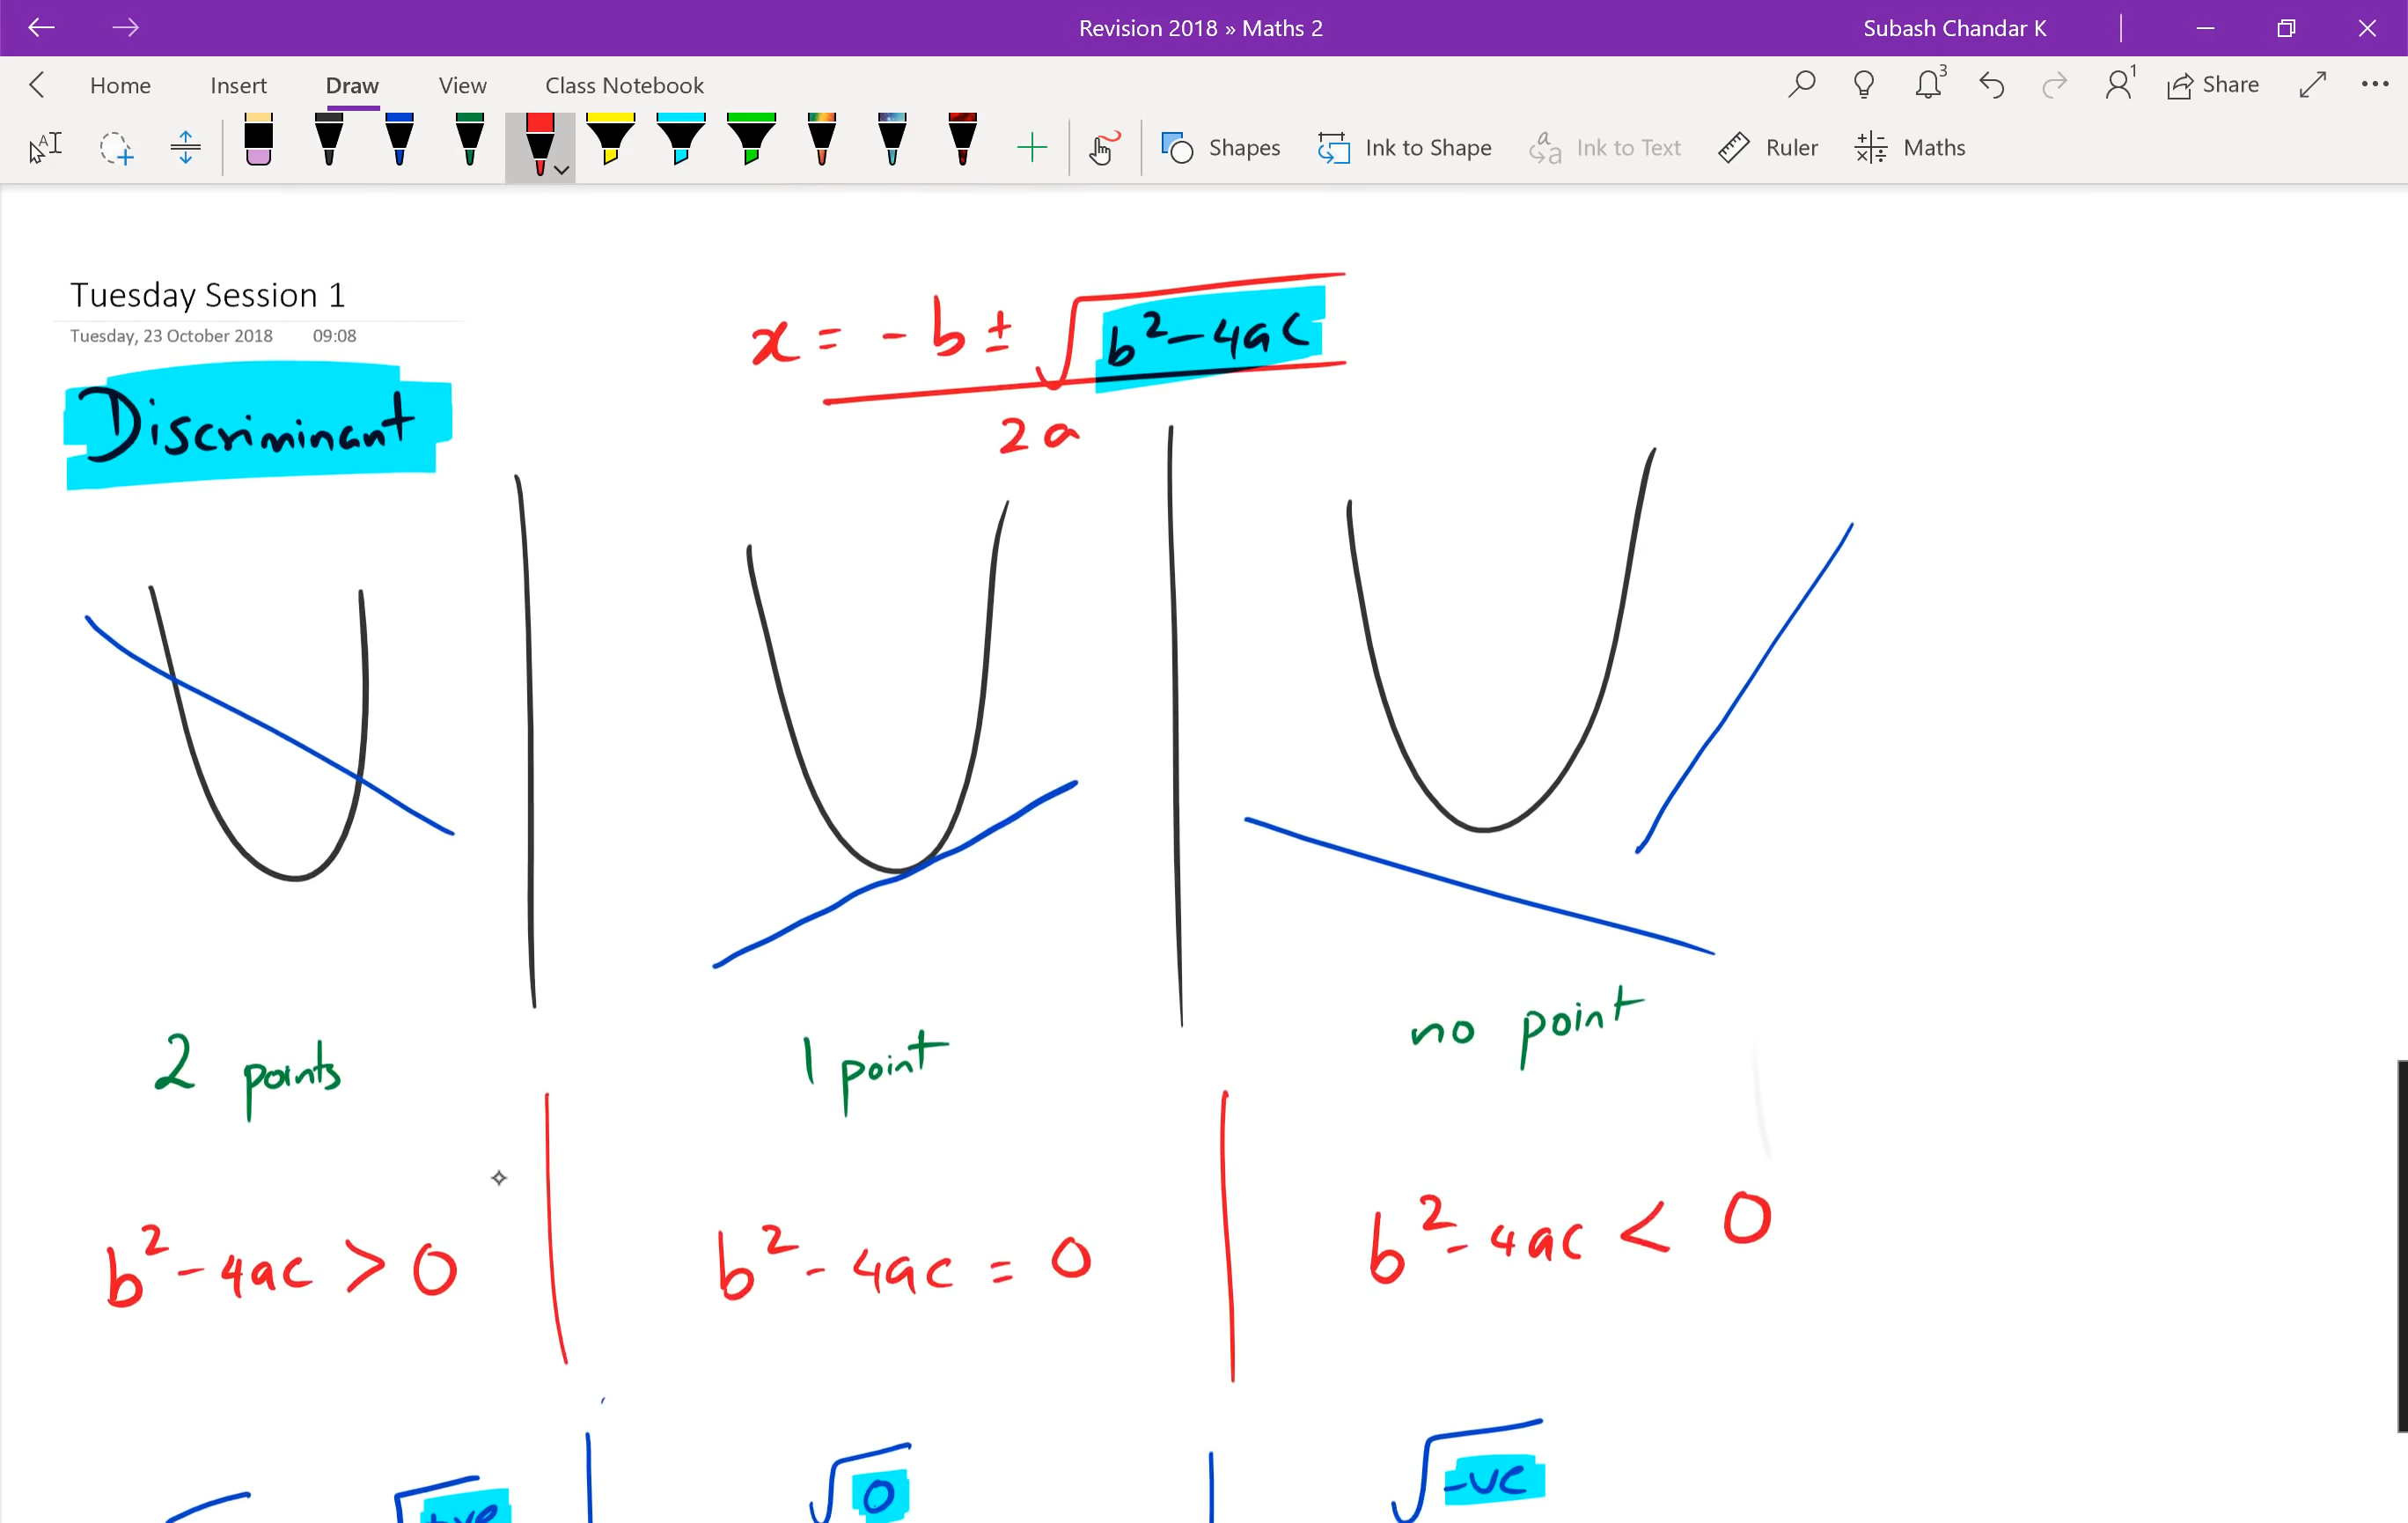 Revision 2018 » Maths 2
Subash Chandar K
Home Insert Draw View Class Notebook 3 1 Share
Shapes Ink to Shape Ink to Text Ruler Maths
Tuesday Session 1
Tuesday, 23 October 2018 09:08
x = -b ± √b²-4ac
2a
Discriminant
2 points 1 point no point
b²-4ac > 0 b²-4ac = 0 b²-4ac < 0
√0 √-ve